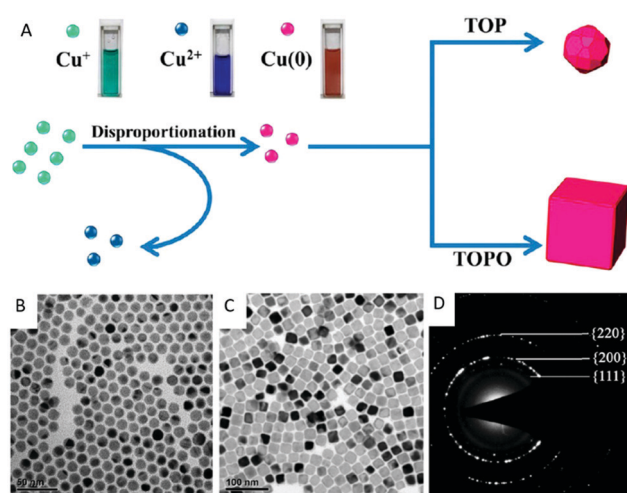 A
Cu+
Cu2+
Cu(0)
TOP
Disproportionation
TOPO
B
50 nm
C
100 nm
D
{220}
{200}
{111}